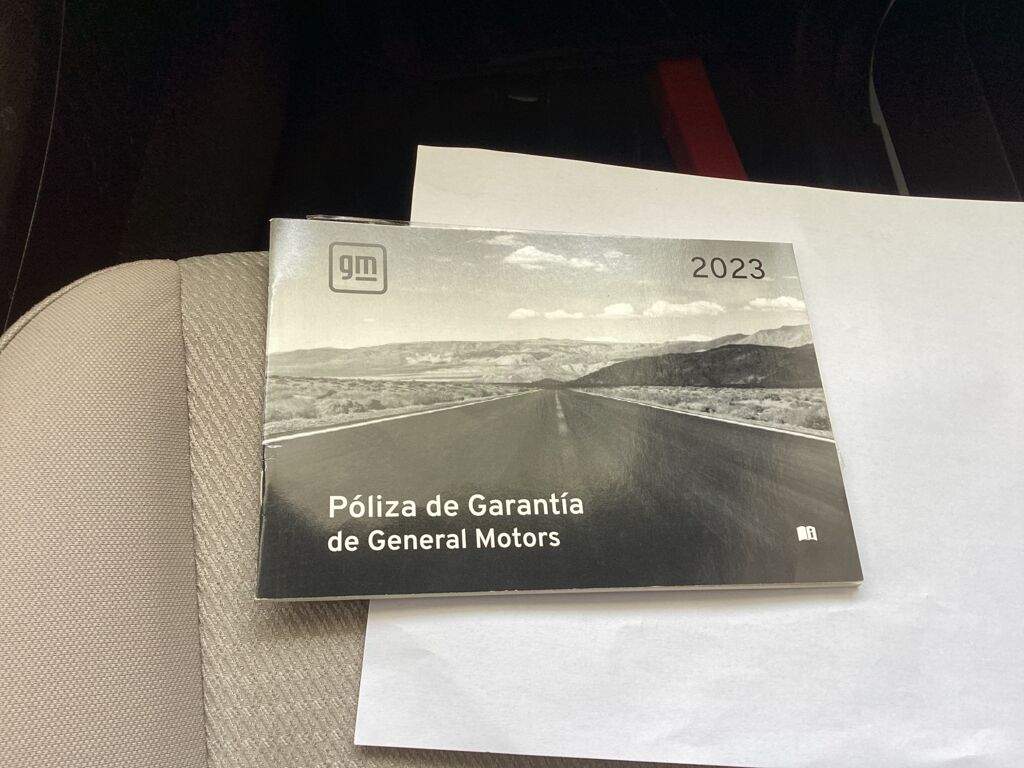 gm
2023
Póliza de Garantía
de General Motors